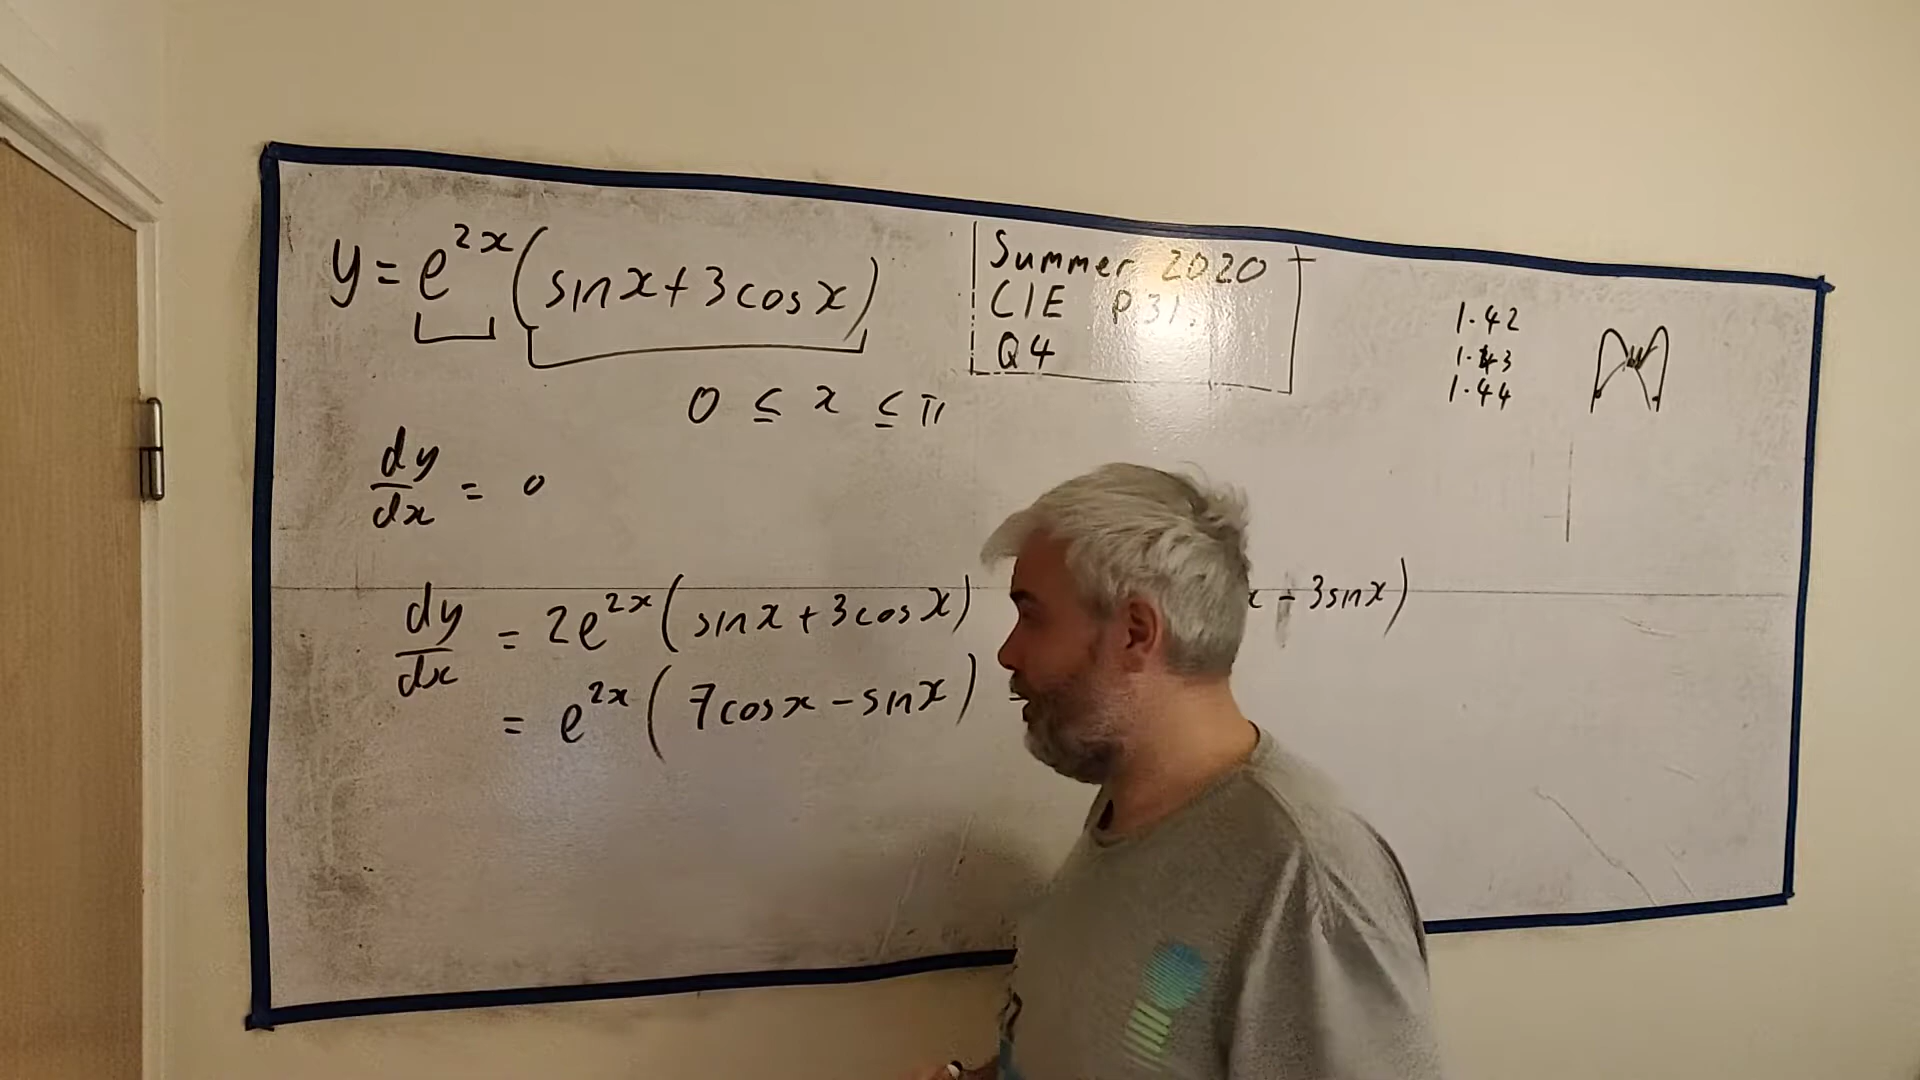 y = e^{2x} (sin x + 3 cos x)
0 ≤ x ≤ π
Summer 2020
CIE P31.
Q4
1.42
1.43
1.44
dy/dx = 0
dy/dx = 2e^{2x} (sin x + 3 cos x) x - 3 sin x)
= e^{2x} (7 cos x - sin x)